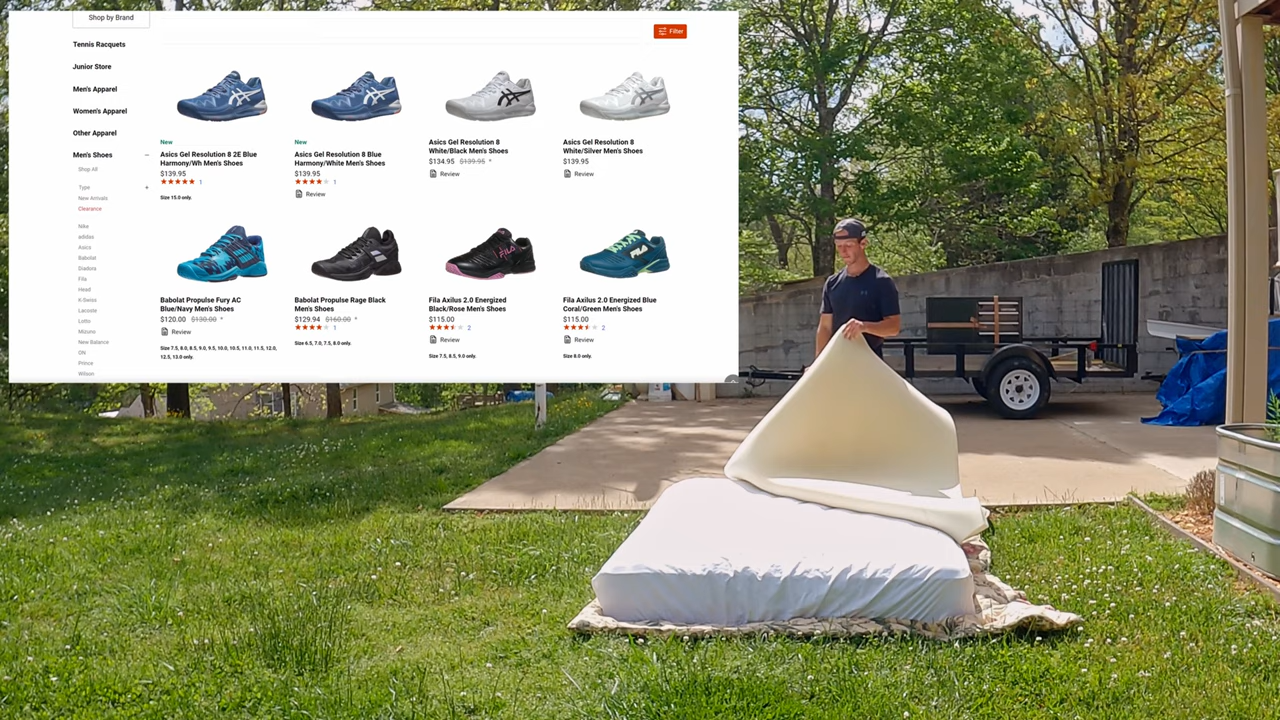 Shop by Brand
Filter
Tennis Racquets
Junior Store
Men's Apparel
Women's Apparel
Other Apparel
Men's Shoes
Shop All
Type
New Arrivals
Clearance
Nike
adidas
Asics
Babolat
Diadora
Fila
Head
K-Swiss
Lacoste
Lotto
Mizuno
New Balance
ON
Prince
Wilson
New
Asics Gel Resolution 8 2E Blue
Harmony/Wh Men's Shoes
$139.95
1
Size 15.0 only.
New
Asics Gel Resolution 8 Blue
Harmony/White Men's Shoes
$139.95
1
Review
Asics Gel Resolution 8
White/Black Men's Shoes
$134.95 $139.95 *
Review
Asics Gel Resolution 8
White/Silver Men's Shoes
$139.95
Review
Babolat Propulse Fury AC
Blue/Navy Men's Shoes
$120.00 $130.00 *
Review
Size 7.5, 8.0, 8.5, 9.0, 9.5, 10.0, 10.5, 11.0, 11.5, 12.0,
12.5, 13.0 only.
Babolat Propulse Rage Black
Men's Shoes
$129.94 $160.00 *
1
Size 6.5, 7.0, 7.5, 8.0 only.
FILA
Fila Axilus 2.0 Energized
Black/Rose Men's Shoes
$115.00
2
Review
Size 7.5, 8.5, 9.0 only.
FILA
Fila Axilus 2.0 Energized Blue
Coral/Green Men's Shoes
$115.00
2
Review
Size 8.0 only.